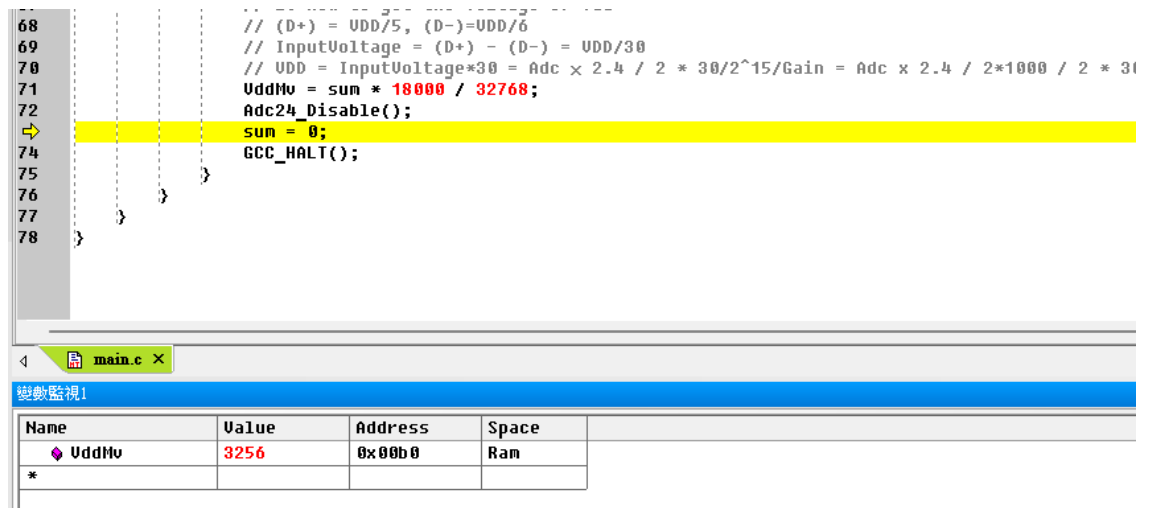 68 // (D+) = VDD/5, (D-)=VDD/6
69 // InputVoltage = (D+) - (D-) = VDD/30
70 // VDD = InputVoltage*30 = Adc x 2.4 / 2 * 30/2^15/Gain = Adc x 2.4 / 2*1000 / 2 *
71 VddMv = sum * 18000 / 32768;
72 Adc24_Disable();
sum = 0;
74 GCC_HALT();
75 }
76 }
77 }
78 }
main.c ×
變數監視1
Name Value Address Space
VddMv 3256 0x00b0 Ram
*